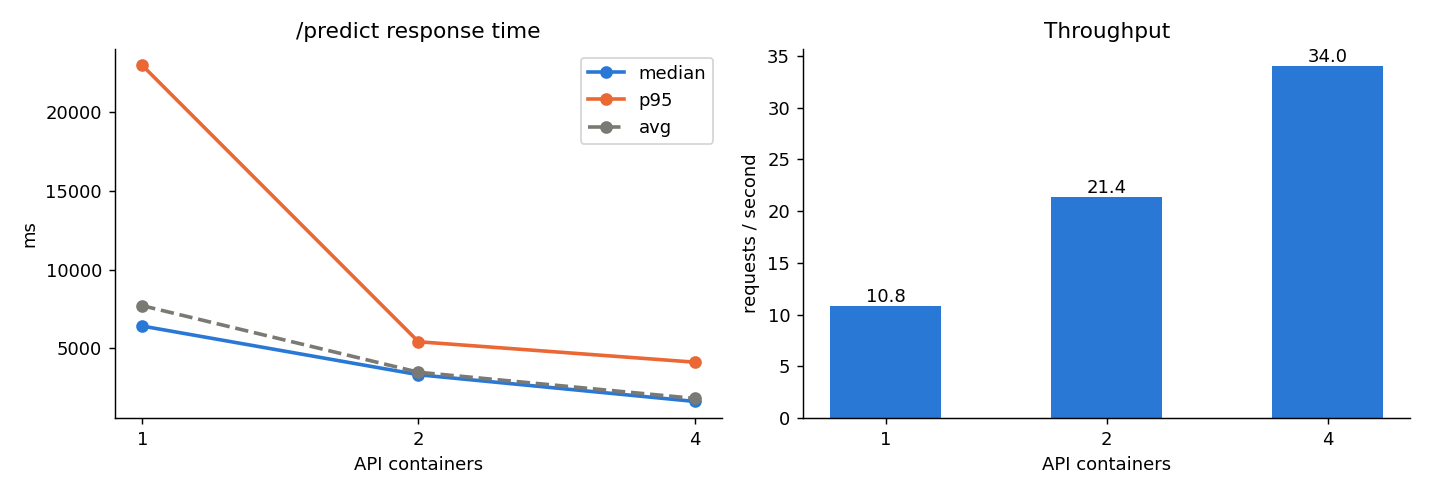 /predict response time
ms
20000
15000
10000
5000
median
p95
avg
1
2
4
API containers
Throughput
requests / second
35
30
25
20
15
10
5
0
10.8
21.4
34.0
1
2
4
API containers